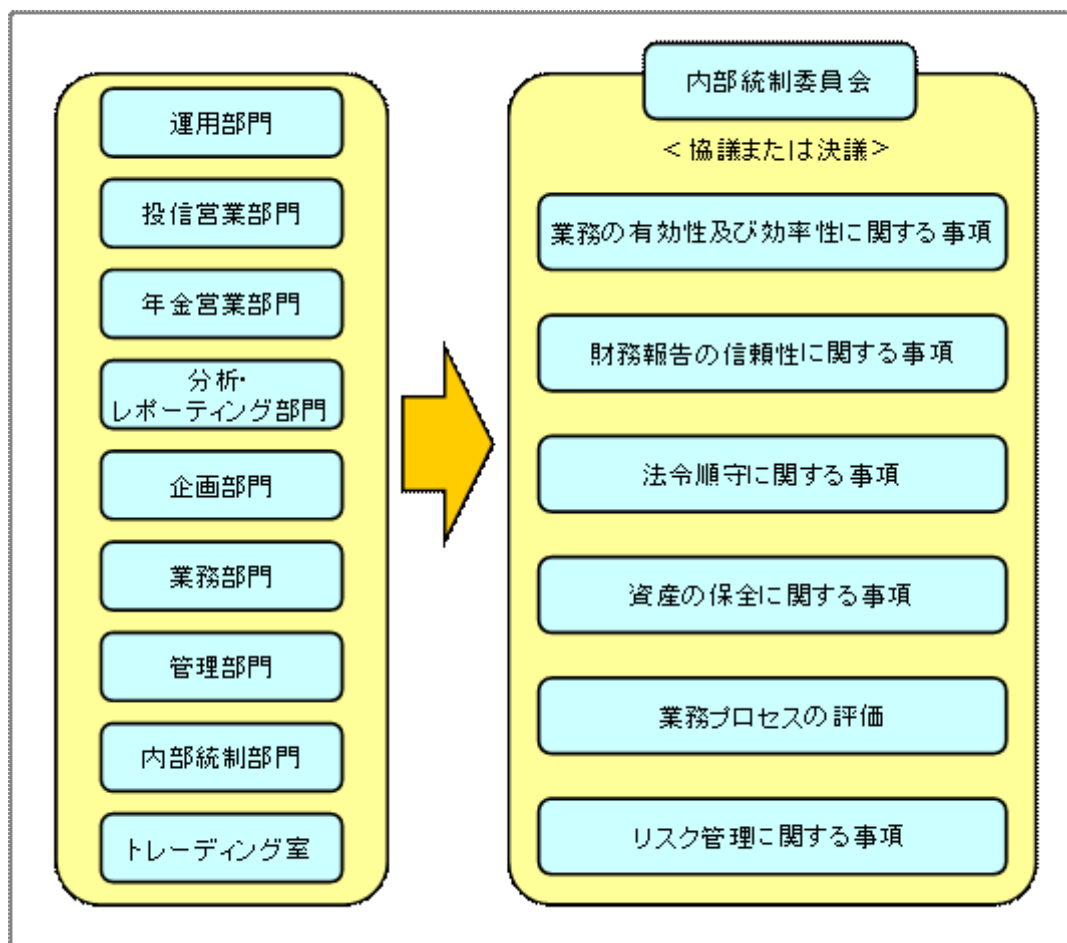 運用部門
投信営業部門
年金営業部門
分析・
レポーティング部門
企画部門
業務部門
管理部門
内部統制部門
トレーディング室
内部統制委員会
＜協議または決議＞
業務の有効性及び効率性に関する事項
財務報告の信頼性に関する事項
法令順守に関する事項
資産の保全に関する事項
業務プロセスの評価
リスク管理に関する事項